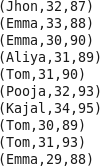 (Jhon,32,87)
(Emma,33,88)
(Emma,30,90)
(Aliya,31,89)
(Tom,31,90)
(Pooja,32,93)
(Kajal,34,95)
(Tom,30,89)
(Tom,31,93)
(Emma,29,88)